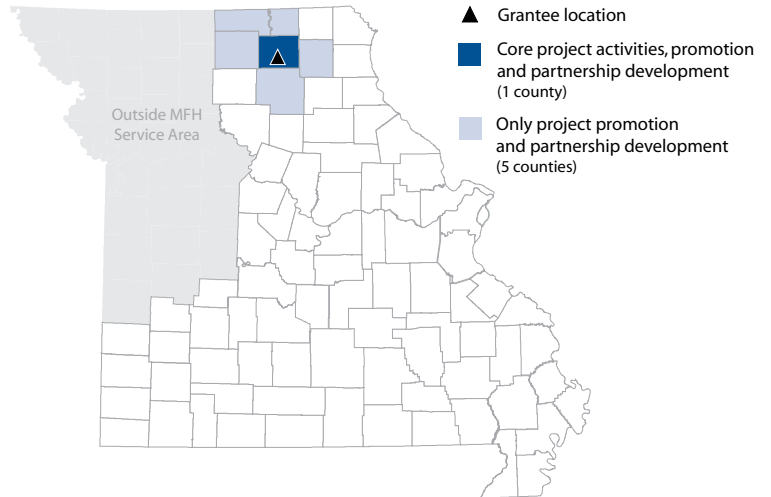 Grantee location
Core project activities, promotion
and partnership development
(1 county)
Outside MFH
Service Area
Only project promotion
and partnership development
(5 counties)